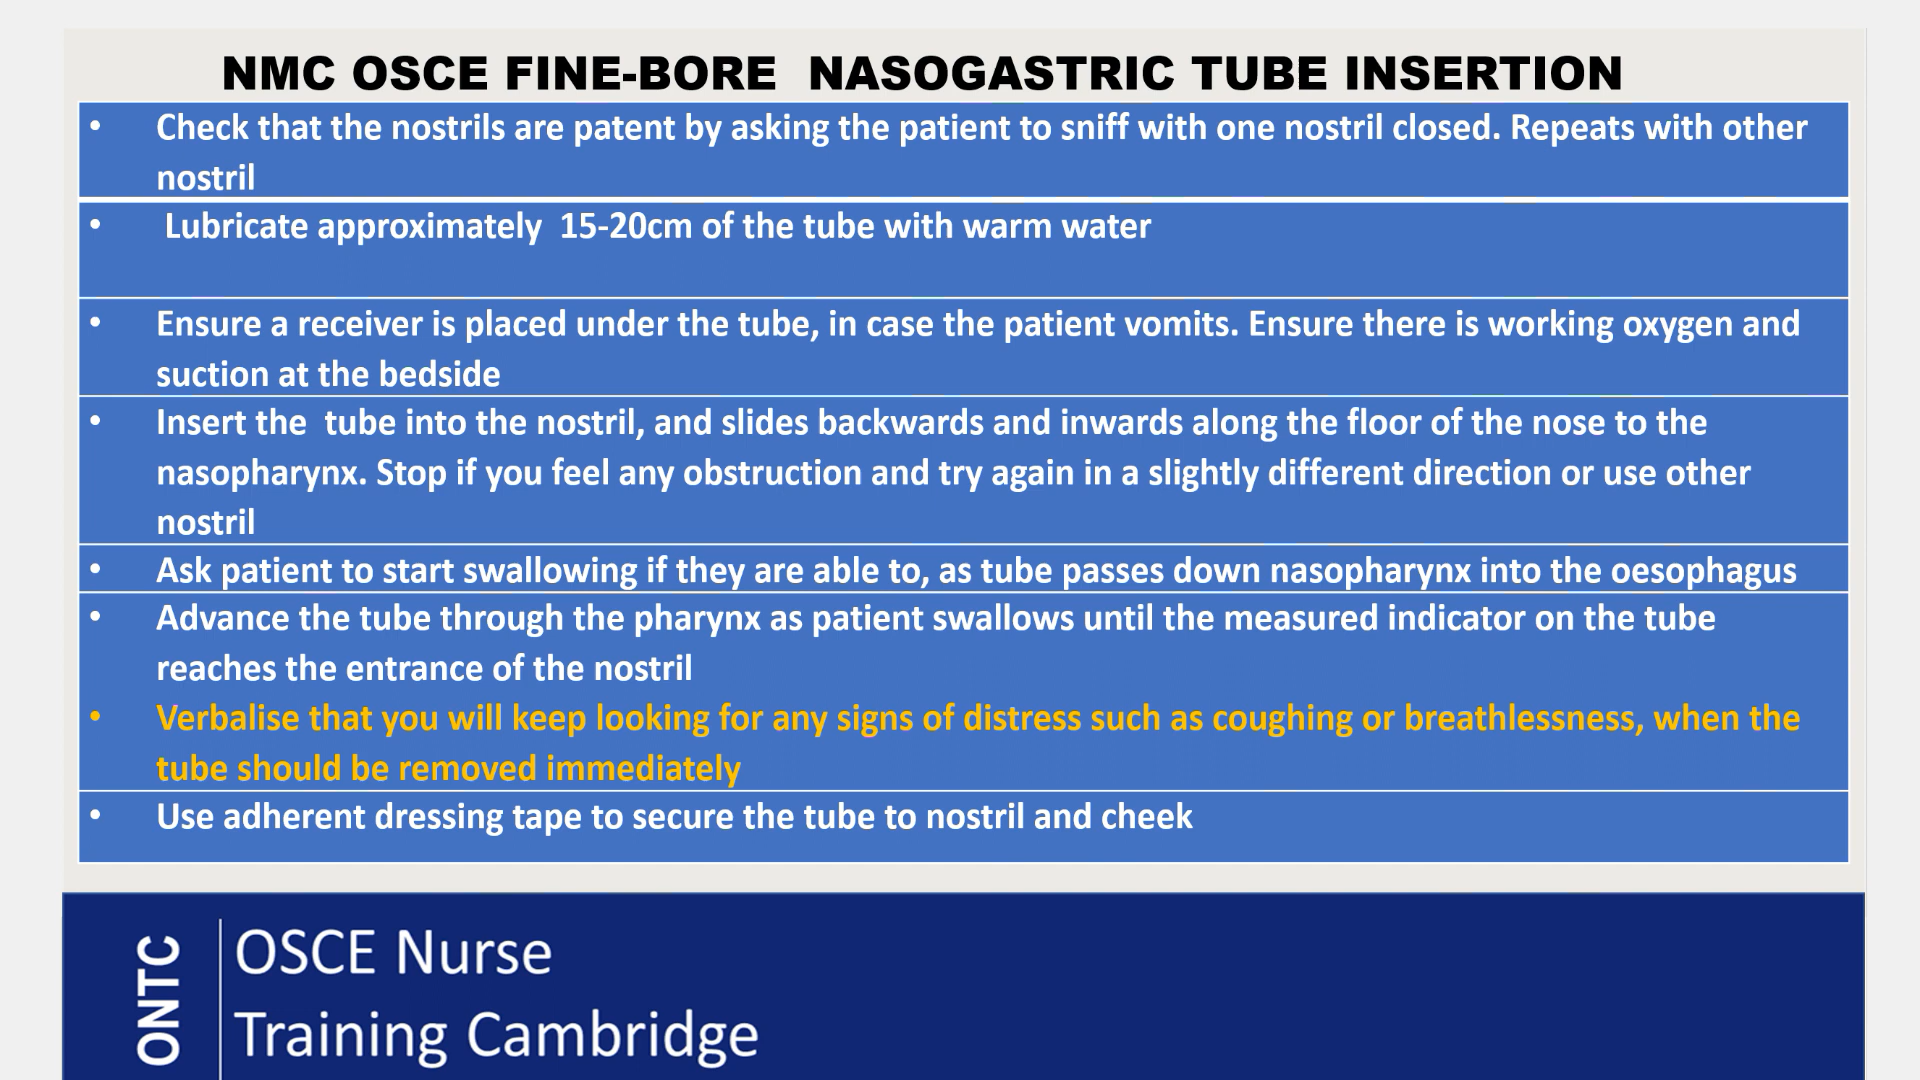 NMC OSCE FINE-BORE  NASOGASTRIC TUBE INSERTION
• Check that the nostrils are patent by asking the patient to sniff with one nostril closed. Repeats with other
nostril
• Lubricate approximately  15-20cm of the tube with warm water
• Ensure a receiver is placed under the tube, in case the patient vomits. Ensure there is working oxygen and
suction at the bedside
• Insert the  tube into the nostril, and slides backwards and inwards along the floor of the nose to the
nasopharynx. Stop if you feel any obstruction and try again in a slightly different direction or use other
nostril
• Ask patient to start swallowing if they are able to, as tube passes down nasopharynx into the oesophagus
• Advance the tube through the pharynx as patient swallows until the measured indicator on the tube
reaches the entrance of the nostril
• Verbalise that you will keep looking for any signs of distress such as coughing or breathlessness, when the
tube should be removed immediately
• Use adherent dressing tape to secure the tube to nostril and cheek
ONTC
OSCE Nurse
Training Cambridge